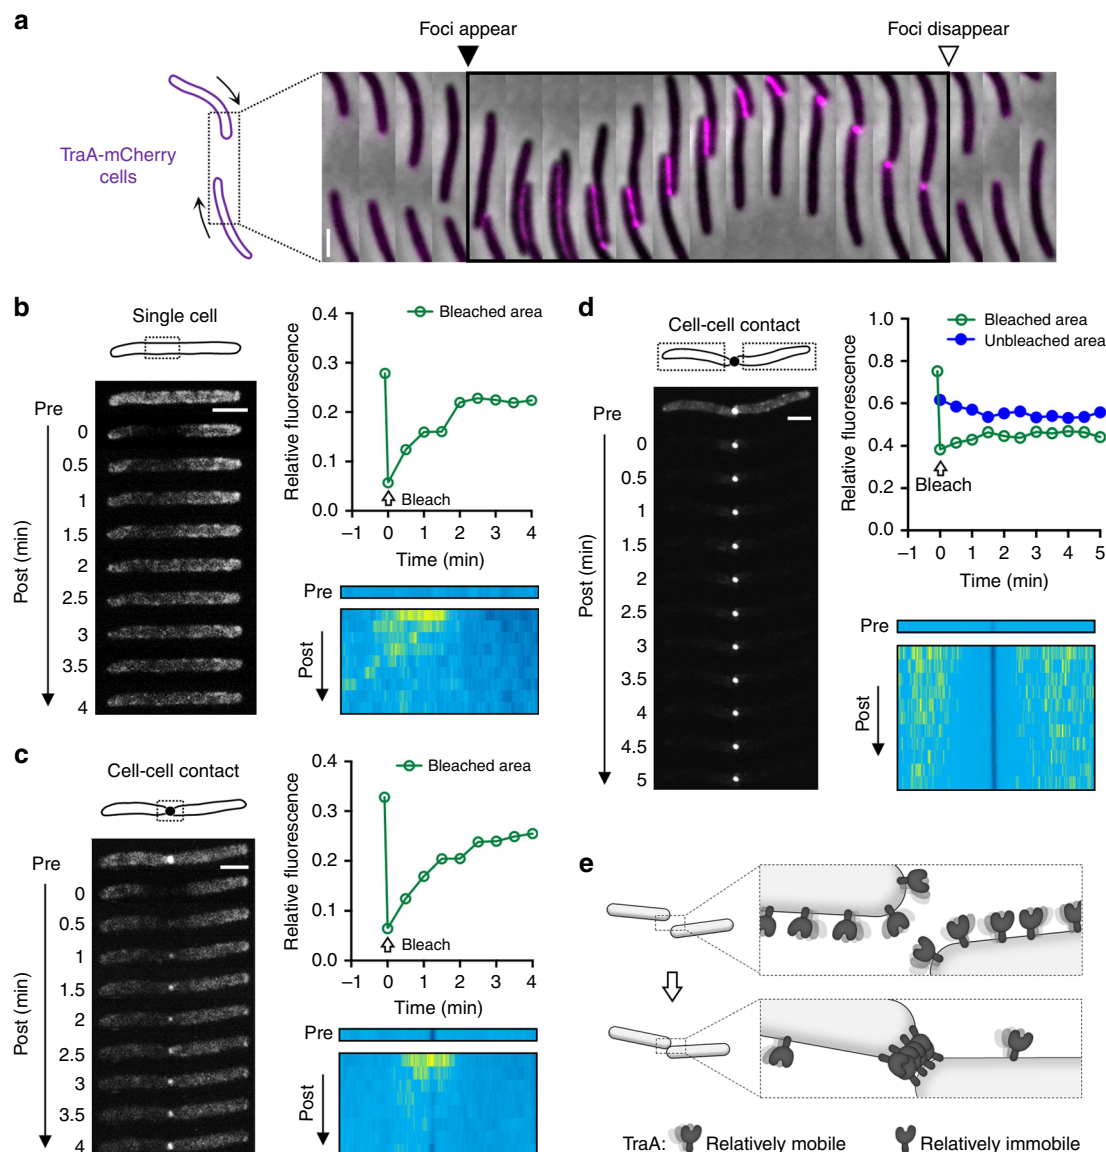 a
Foci appear
Foci disappear
TraA-mCherry
cells
b
Single cell
Pre
0
0.5
1
1.5
2
2.5
3
3.5
4
Post (min)
0.4
0.3
0.2
0.1
0.0
Relative fluorescence
Bleached area
Bleach
−1 0 1 2 3 4
Time (min)
Pre
Post
c
Cell-cell contact
Pre
0
0.5
1
1.5
2
2.5
3
3.5
4
Post (min)
0.4
0.3
0.2
0.1
0.0
Relative fluorescence
Bleached area
Bleach
−1 0 1 2 3 4
Time (min)
Pre
Post
d
Cell-cell contact
Pre
0
0.5
1
1.5
2
2.5
3
3.5
4
4.5
5
Post (min)
1.0
0.8
0.6
0.4
0.2
0.0
Relative fluorescence
Bleached area
Unbleached area
Bleach
−1 0 1 2 3 4 5
Time (min)
Pre
Post
e
TraA: Relatively mobile Relatively immobile